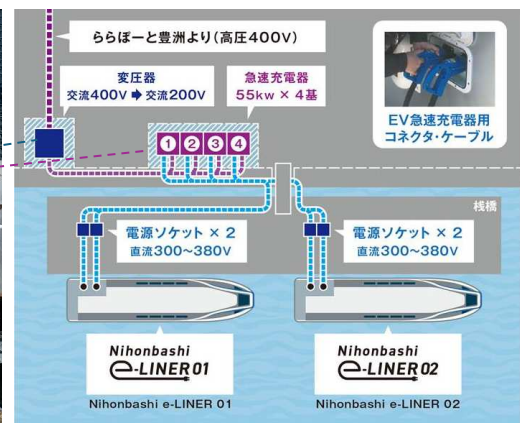 ららぽーと豊洲より(高圧400V)
変圧器
交流400V ➡ 交流200V
急速充電器
55kw × 4基
1 2 3 4
EV急速充電器用
コネクタ・ケーブル
桟橋
電源ソケット × 2
直流300〜380V
電源ソケット × 2
直流300〜380V
Nihonbashi
e-LINER 01
Nihonbashi
e-LINER 02
Nihonbashi e-LINER 01
Nihonbashi e-LINER 02